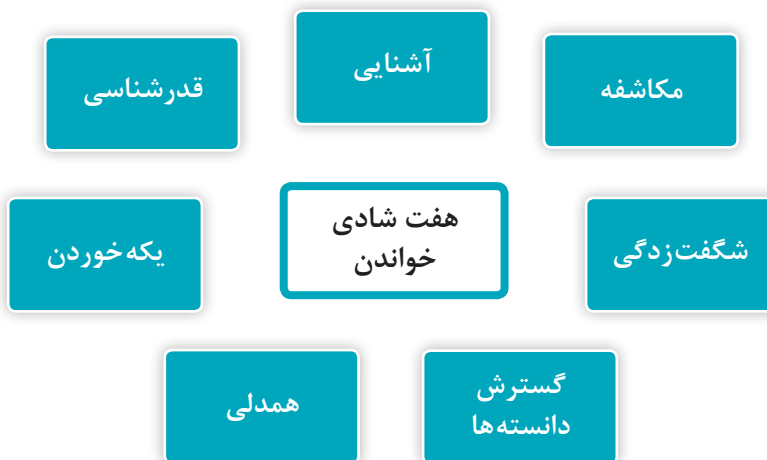 آشنایی
مکاشفه
قدرشناسی
هفت شادی
خواندن
شگفت‌زدگی
یکه‌خوردن
گسترش
دانسته‌ها
همدلی